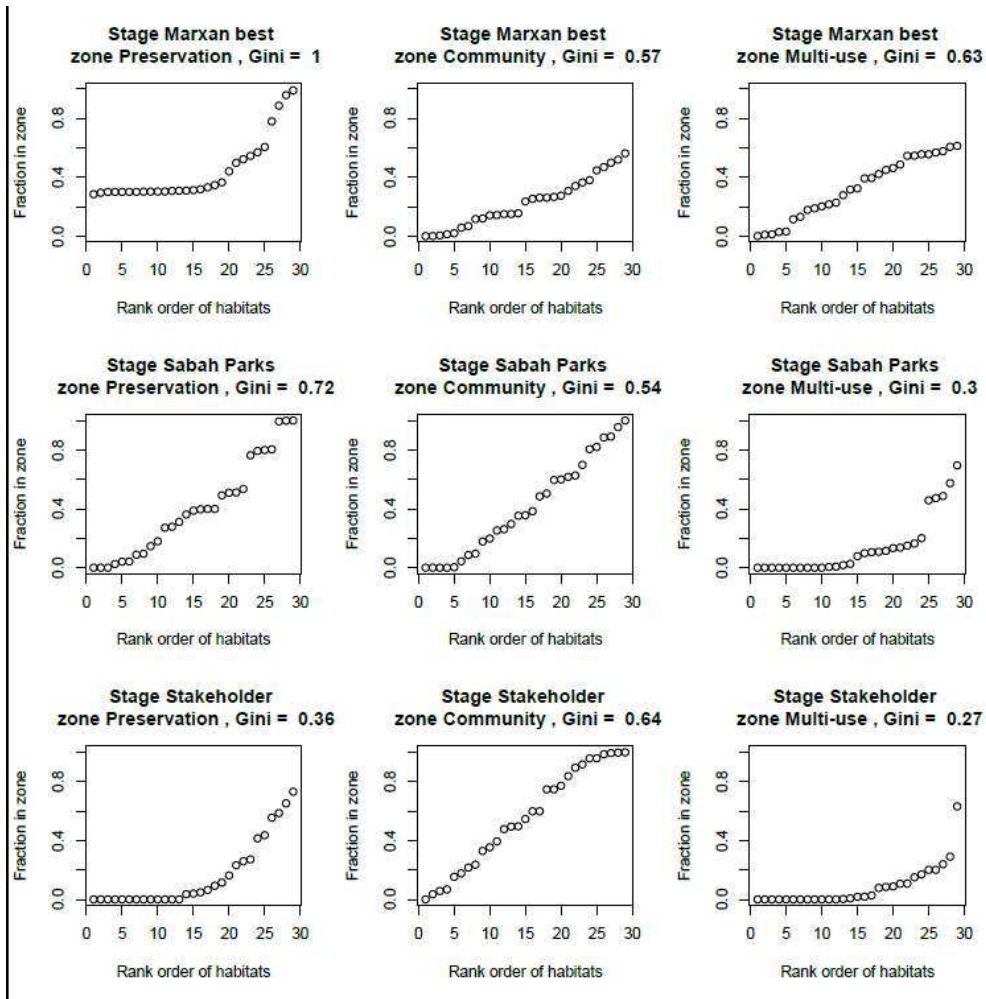 Stage Marxan best
zone Preservation , Gini = 1
Fraction in zone
0.0 0.4 0.8
0 5 10 15 20 25 30
Rank order of habitats
Stage Marxan best
zone Community , Gini = 0.57
Fraction in zone
0.0 0.4 0.8
0 5 10 15 20 25 30
Rank order of habitats
Stage Marxan best
zone Multi-use , Gini = 0.63
Fraction in zone
0.0 0.4 0.8
0 5 10 15 20 25 30
Rank order of habitats
Stage Sabah Parks
zone Preservation , Gini = 0.72
Fraction in zone
0.0 0.4 0.8
0 5 10 15 20 25 30
Rank order of habitats
Stage Sabah Parks
zone Community , Gini = 0.54
Fraction in zone
0.0 0.4 0.8
0 5 10 15 20 25 30
Rank order of habitats
Stage Sabah Parks
zone Multi-use , Gini = 0.3
Fraction in zone
0.0 0.4 0.8
0 5 10 15 20 25 30
Rank order of habitats
Stage Stakeholder
zone Preservation , Gini = 0.36
Fraction in zone
0.0 0.4 0.8
0 5 10 15 20 25 30
Rank order of habitats
Stage Stakeholder
zone Community , Gini = 0.64
Fraction in zone
0.0 0.4 0.8
0 5 10 15 20 25 30
Rank order of habitats
Stage Stakeholder
zone Multi-use , Gini = 0.27
Fraction in zone
0.0 0.4 0.8
0 5 10 15 20 25 30
Rank order of habitats